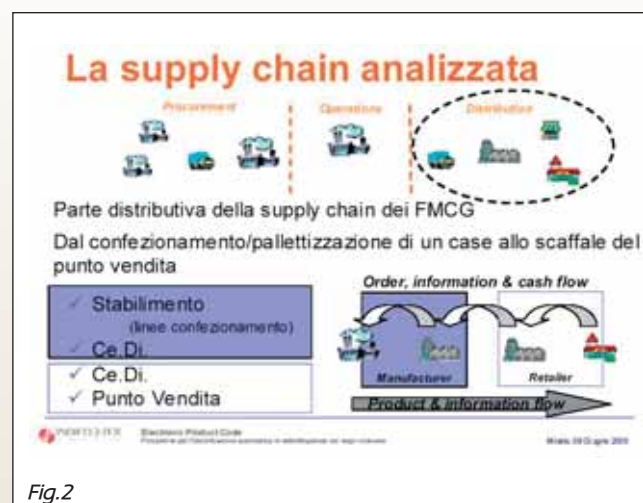 La supply chain analizzata
Procurement Operations Distribution
Parte distributiva della supply chain dei FMCG
Dal confezionamento/pallettizzazione di un case allo scaffale del
punto vendita
✓ Stabilimento
(linee confezionamento)
✓ Ce.Di.
✓ Ce.Di.
✓ Punto Vendita
Order, information & cash flow
Manufacturer Retailer
Product & information flow
Electronic Product Code
Fig.2